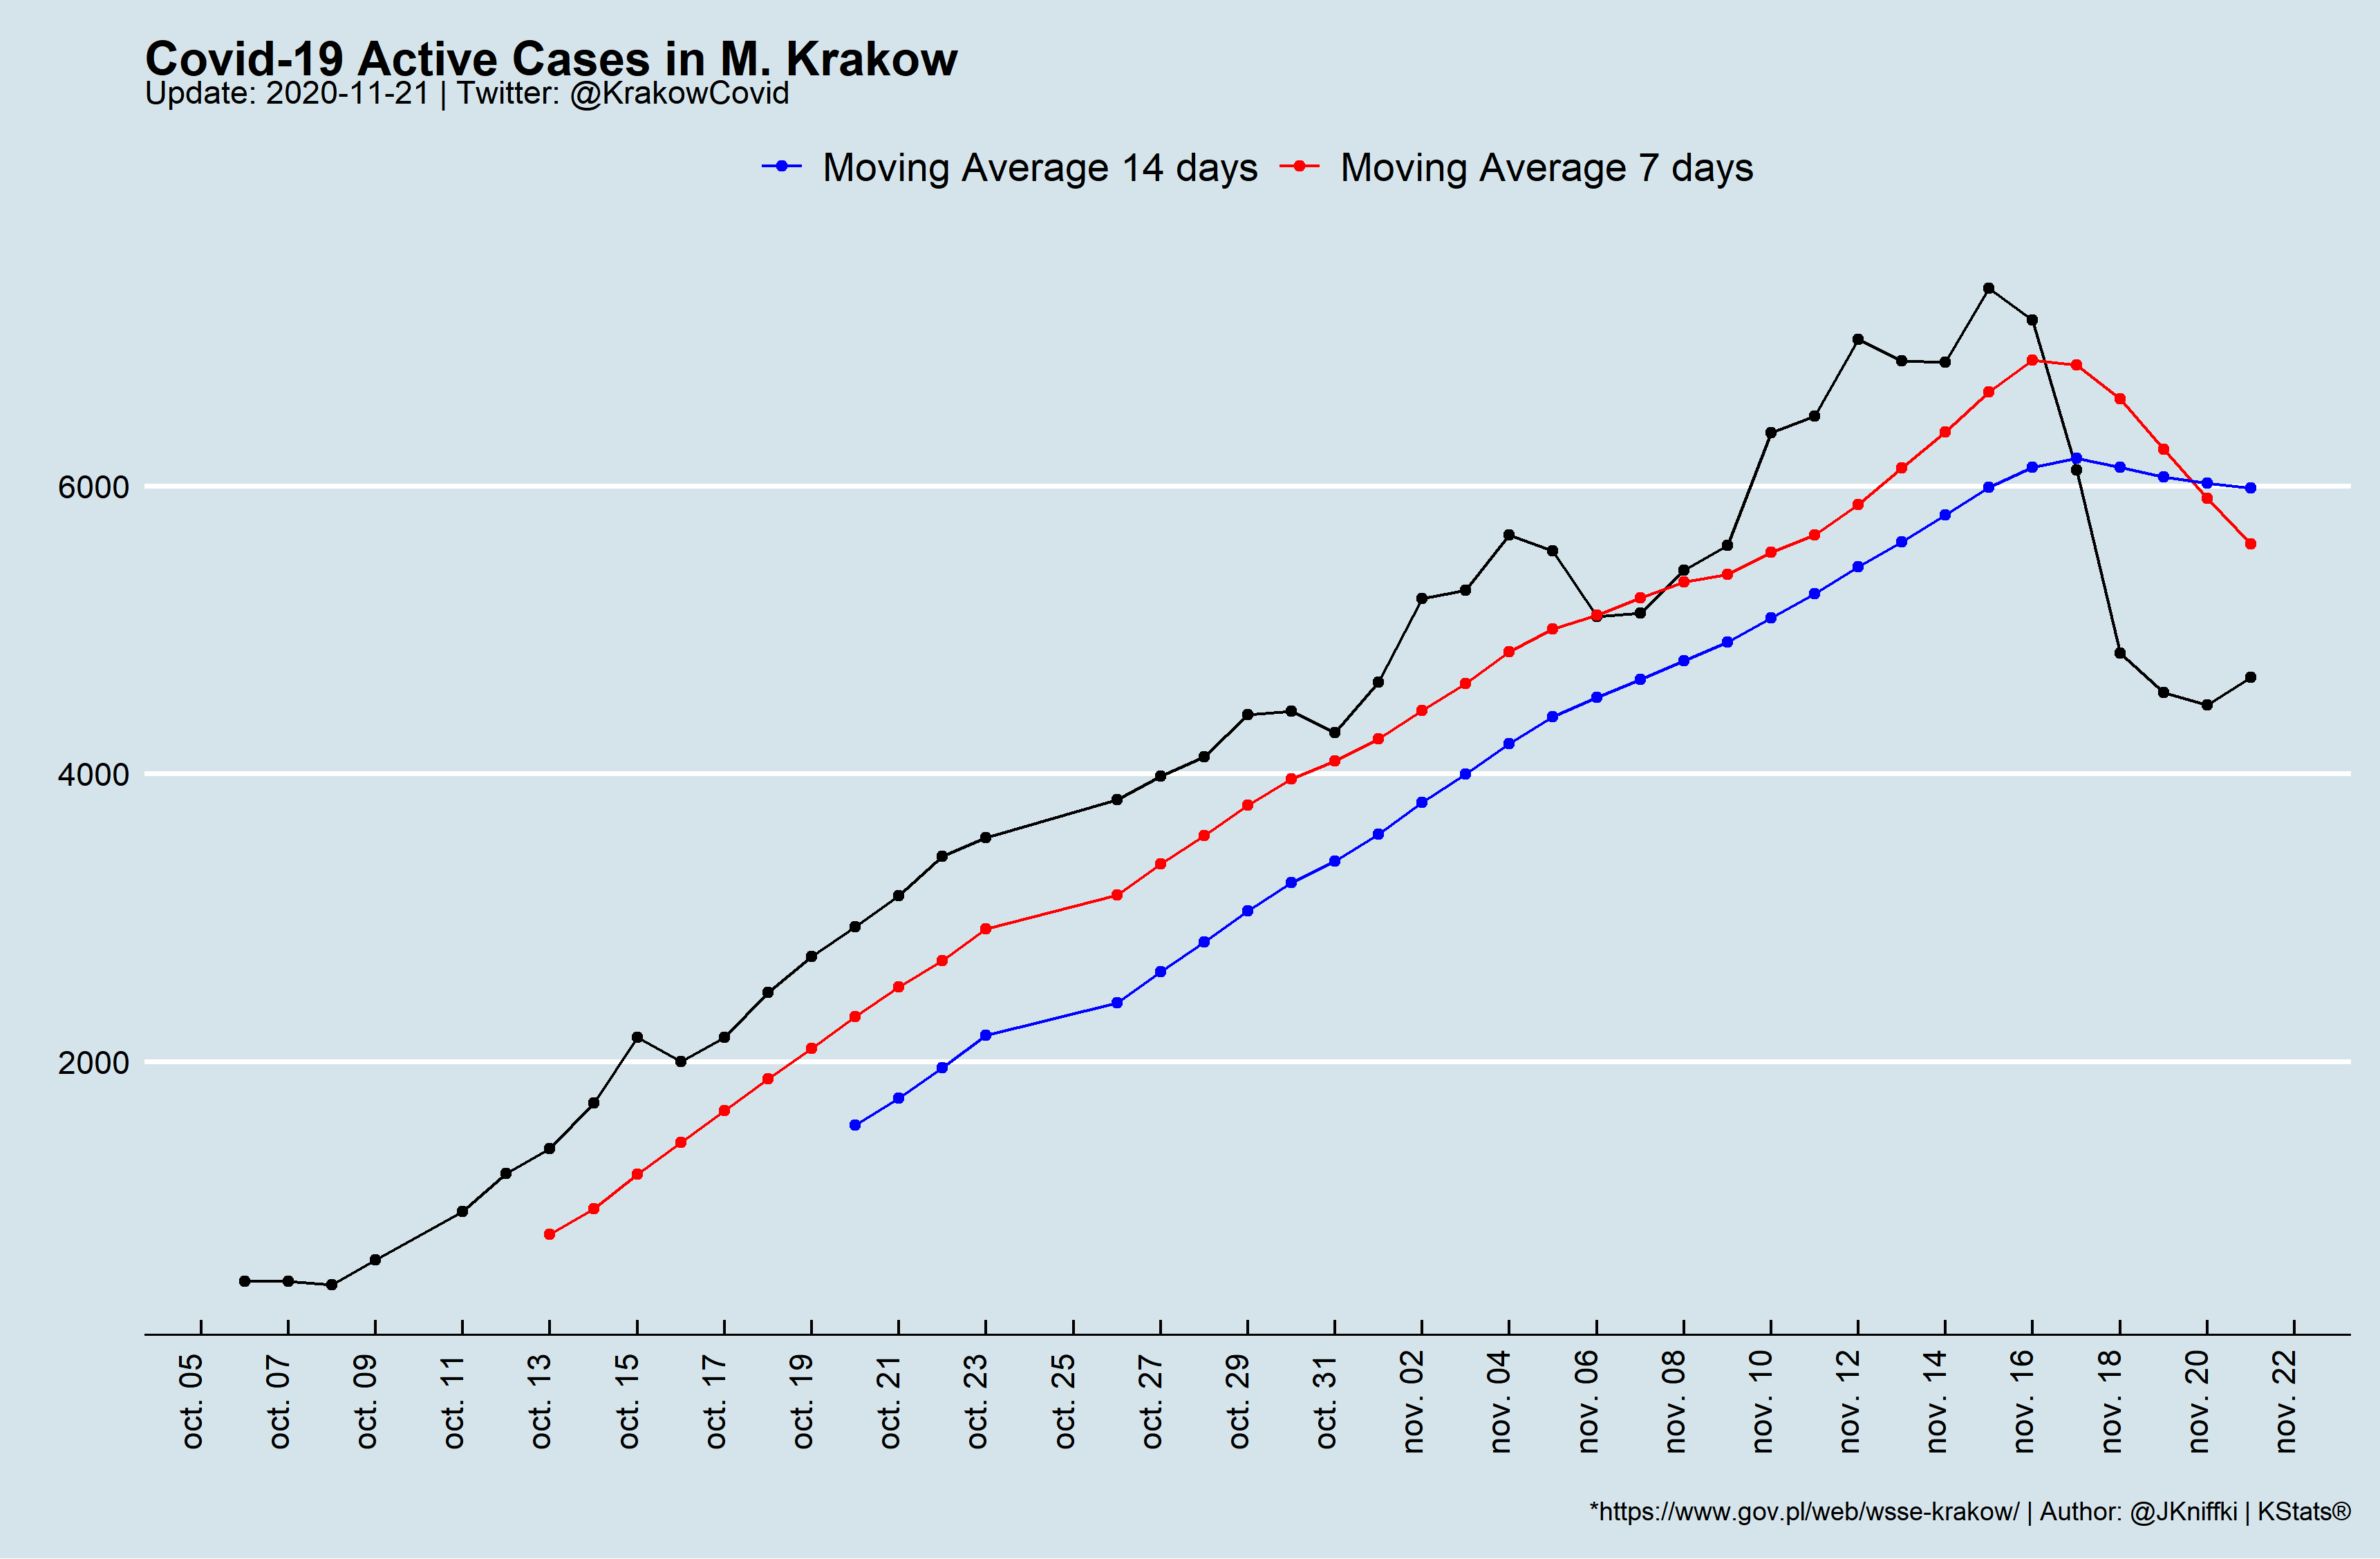 Covid-19 Active Cases in M. Krakow
Update: 2020-11-21 | Twitter: @KrakowCovid
Moving Average 14 days
Moving Average 7 days
6000
4000
2000
oct. 05
oct. 07
oct. 09
oct. 11
oct. 13
oct. 15
oct. 17
oct. 19
oct. 21
oct. 23
oct. 25
oct. 27
oct. 29
oct. 31
nov. 02
nov. 04
nov. 06
nov. 08
nov. 10
nov. 12
nov. 14
nov. 16
nov. 18
nov. 20
nov. 22
*https://www.gov.pl/web/wsse-krakow/ | Author: @JKniffki | KStats®